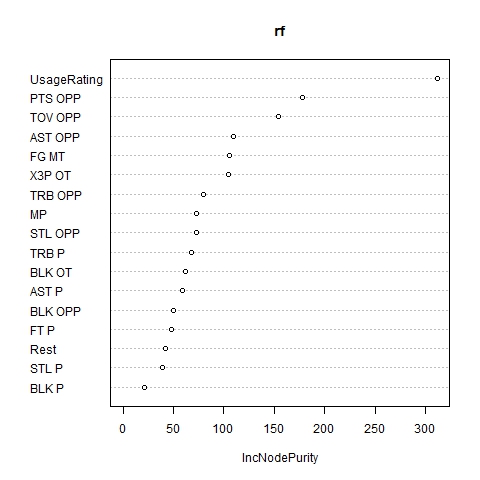 rf
UsageRating
PTS OPP
TOV OPP
AST OPP
FG MT
X3P OT
TRB OPP
MP
STL OPP
TRB P
BLK OT
AST P
BLK OPP
FT P
Rest
STL P
BLK P
0 50 100 150 200 250 300
IncNodePurity